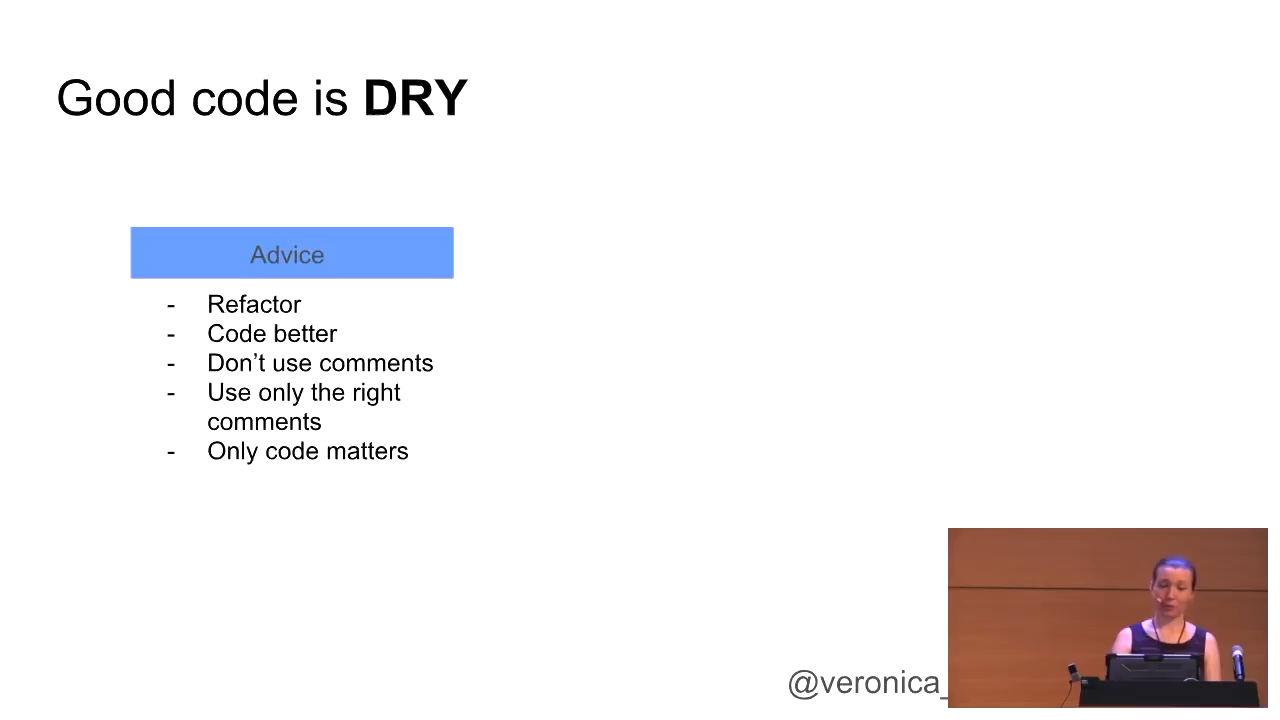 Good code is DRY
Advice
- Refactor
- Code better
- Don’t use comments
- Use only the right
comments
- Only code matters
@veronica_